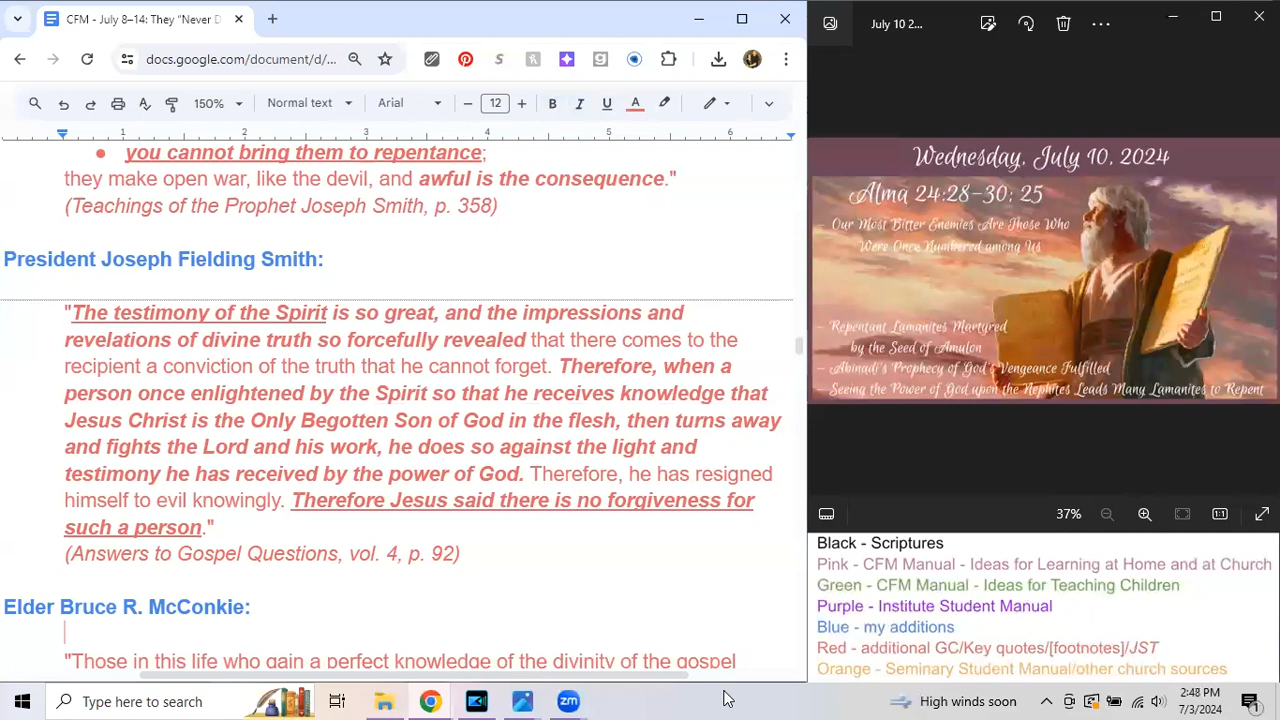 CFM - July 8–14: They “Never D
docs.google.com/document/d/...
150%
Normal text
Arial
12
B
I
U
A
1
2
3
4
5
6
you cannot bring them to repentance;
they make open war, like the devil, and awful is the consequence."
(Teachings of the Prophet Joseph Smith, p. 358)
President Joseph Fielding Smith:
"The testimony of the Spirit is so great, and the impressions and
revelations of divine truth so forcefully revealed that there comes to the
recipient a conviction of the truth that he cannot forget. Therefore, when a
person once enlightened by the Spirit so that he receives knowledge that
Jesus Christ is the Only Begotten Son of God in the flesh, then turns away
and fights the Lord and his work, he does so against the light and
testimony he has received by the power of God. Therefore, he has resigned
himself to evil knowingly. Therefore Jesus said there is no forgiveness for
such a person."
(Answers to Gospel Questions, vol. 4, p. 92)
Elder Bruce R. McConkie:
"Those in this life who gain a perfect knowledge of the divinity of the gospel
July 10 2...
Wednesday, July 10, 2024
Alma 24:28-30; 25
- Our Most Bitter Enemies Are Those Who
Were Once Numbered among Us
- Repentant Lamanites Martyred
by the Seed of Amulon
- Abinadi's Prophecy of God's Vengeance Fulfilled
- Seeing the Power of God upon the Nephites Leads Many Lamanites to Repent
37%
1:1
Black - Scriptures
Pink - CFM Manual - Ideas for Learning at Home and at Church
Green - CFM Manual - Ideas for Teaching Children
Purple - Institute Student Manual
Blue - my additions
Red - additional GC/Key quotes/[footnotes]/JST
Orange - Seminary Student Manual/other church sources
Type here to search
zm
High winds soon
2:48 PM
7/3/2024
1